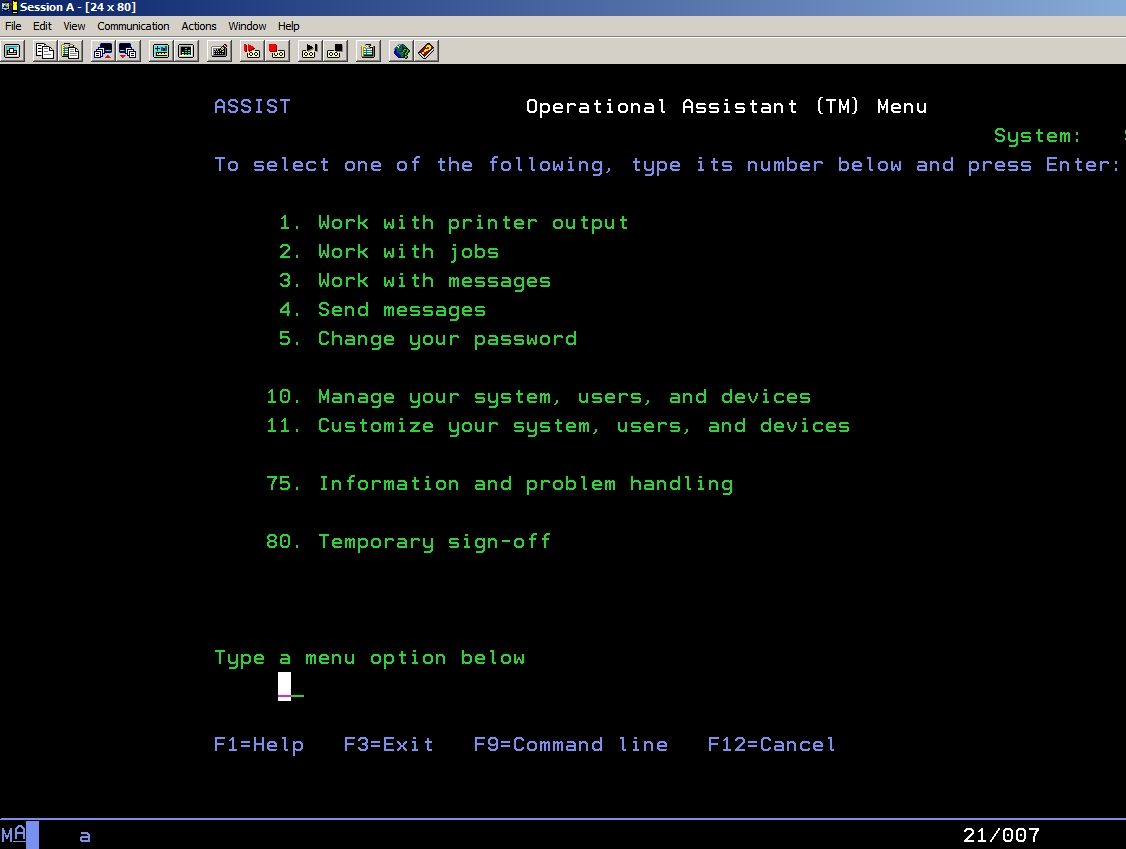 Session A - [24 x 80]
File Edit View Communication Actions Window Help
ASSIST Operational Assistant (TM) Menu
System:
To select one of the following, type its number below and press Enter:
1. Work with printer output
2. Work with jobs
3. Work with messages
4. Send messages
5. Change your password
10. Manage your system, users, and devices
11. Customize your system, users, and devices
75. Information and problem handling
80. Temporary sign-off
Type a menu option below
F1=Help F3=Exit F9=Command line F12=Cancel
MA a 21/007